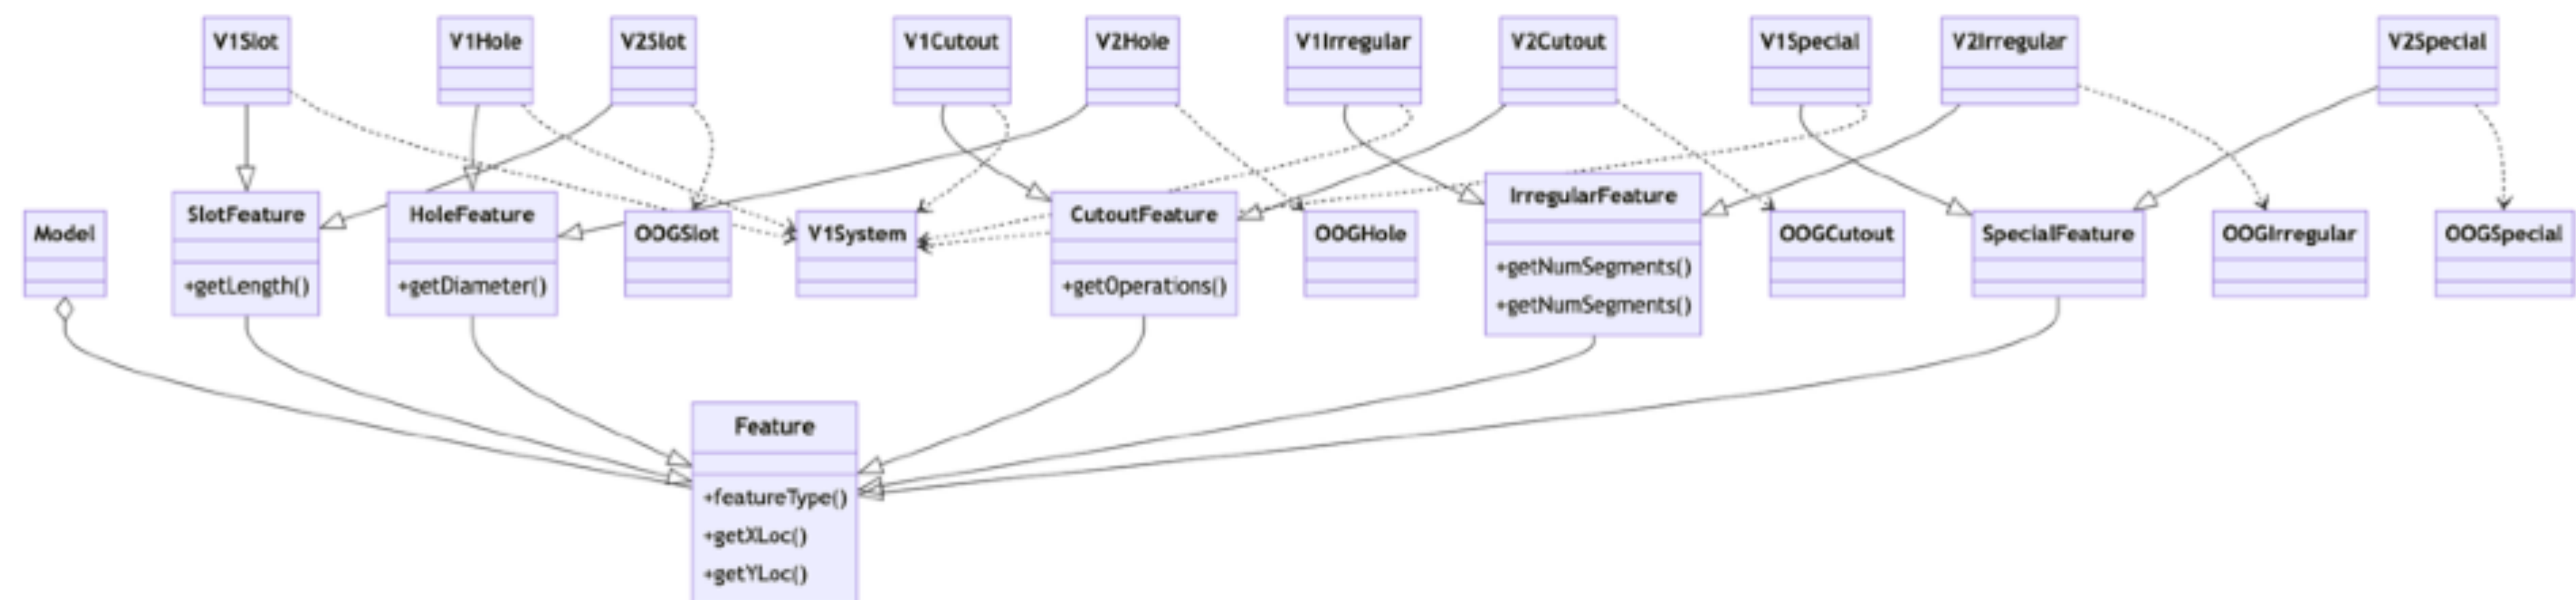 V1Slot
V1Hole
V2Slot
V1Cutout
V2Hole
V1Irregular
V2Cutout
V1Special
V2Irregular
V2Special
Model
SlotFeature
+getLength()
HoleFeature
+getDiameter()
OOGSlot
V1System
CutoutFeature
+getOperations()
OOGHole
IrregularFeature
+getNumSegments()
+getNumSegments()
OOGCutout
SpecialFeature
OOGIrregular
OOGSpecial
Feature
+featureType()
+getXLoc()
+getYLoc()